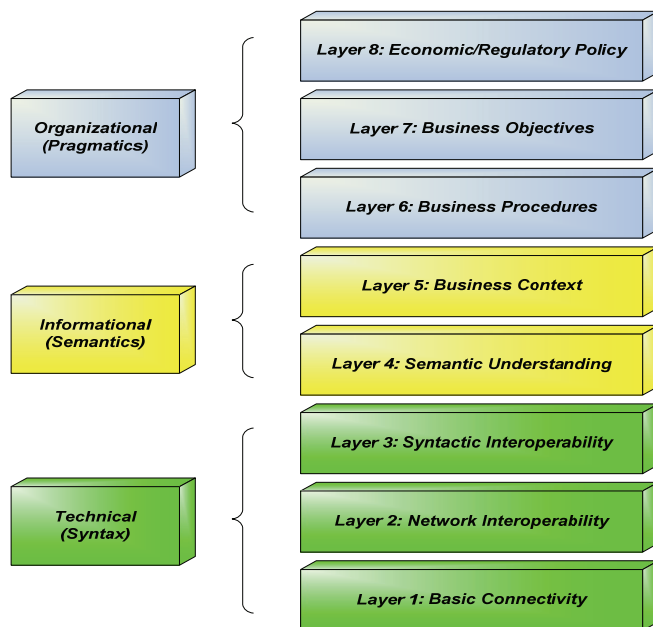 Layer 8: Economic/Regulatory Policy
Organizational
(Pragmatics)
Layer 7: Business Objectives
Layer 6: Business Procedures
Layer 5: Business Context
Informational
(Semantics)
Layer 4: Semantic Understanding
Layer 3: Syntactic Interoperability
Technical
(Syntax)
Layer 2: Network Interoperability
Layer 1: Basic Connectivity